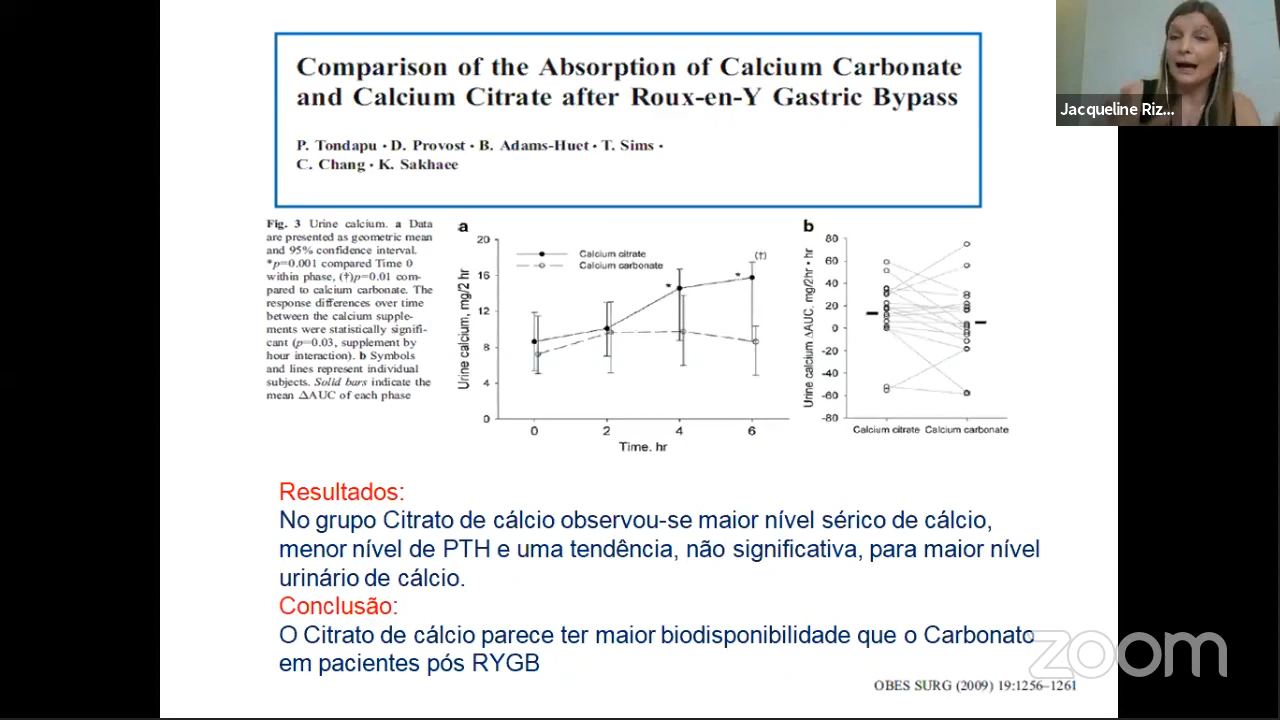 Comparison of the Absorption of Calcium Carbonate
and Calcium Citrate after Roux-en-Y Gastric Bypass
P. Tondapu · D. Provost · B. Adams-Huet · T. Sims ·
C. Chang · K. Sakhaee
Jacqueline Riz...
Fig. 3 Urine calcium. a Data
are presented as geometric mean
and 95% confidence interval.
*p=0.001 compared Time 0
within phase, (†)p=0.01 com-
pared to calcium carbonate. The
response differences over time
between the calcium supple-
ments were statistically signifi-
cant (p=0.03, supplement by
hour interaction). b Symbols
and lines represent individual
subjects. Solid bars indicate the
mean ΔAUC of each phase
a
Urine calcium, mg/2 hr
20
16
12
8
4
0
Calcium citrate
Calcium carbonate
*
*
(†)
0 2 4 6
Time, hr
b
Urine calcium ΔAUC, mg/2hr • hr
80
60
40
20
0
-20
-40
-60
-80
Calcium citrate Calcium carbonate
Resultados:
No grupo Citrato de cálcio observou-se maior nível sérico de cálcio,
menor nível de PTH e uma tendência, não significativa, para maior nível
urinário de cálcio.
Conclusão:
O Citrato de cálcio parece ter maior biodisponibilidade que o Carbonato
em pacientes pós RYGB
zoom
OBES SURG (2009) 19:1256–1261